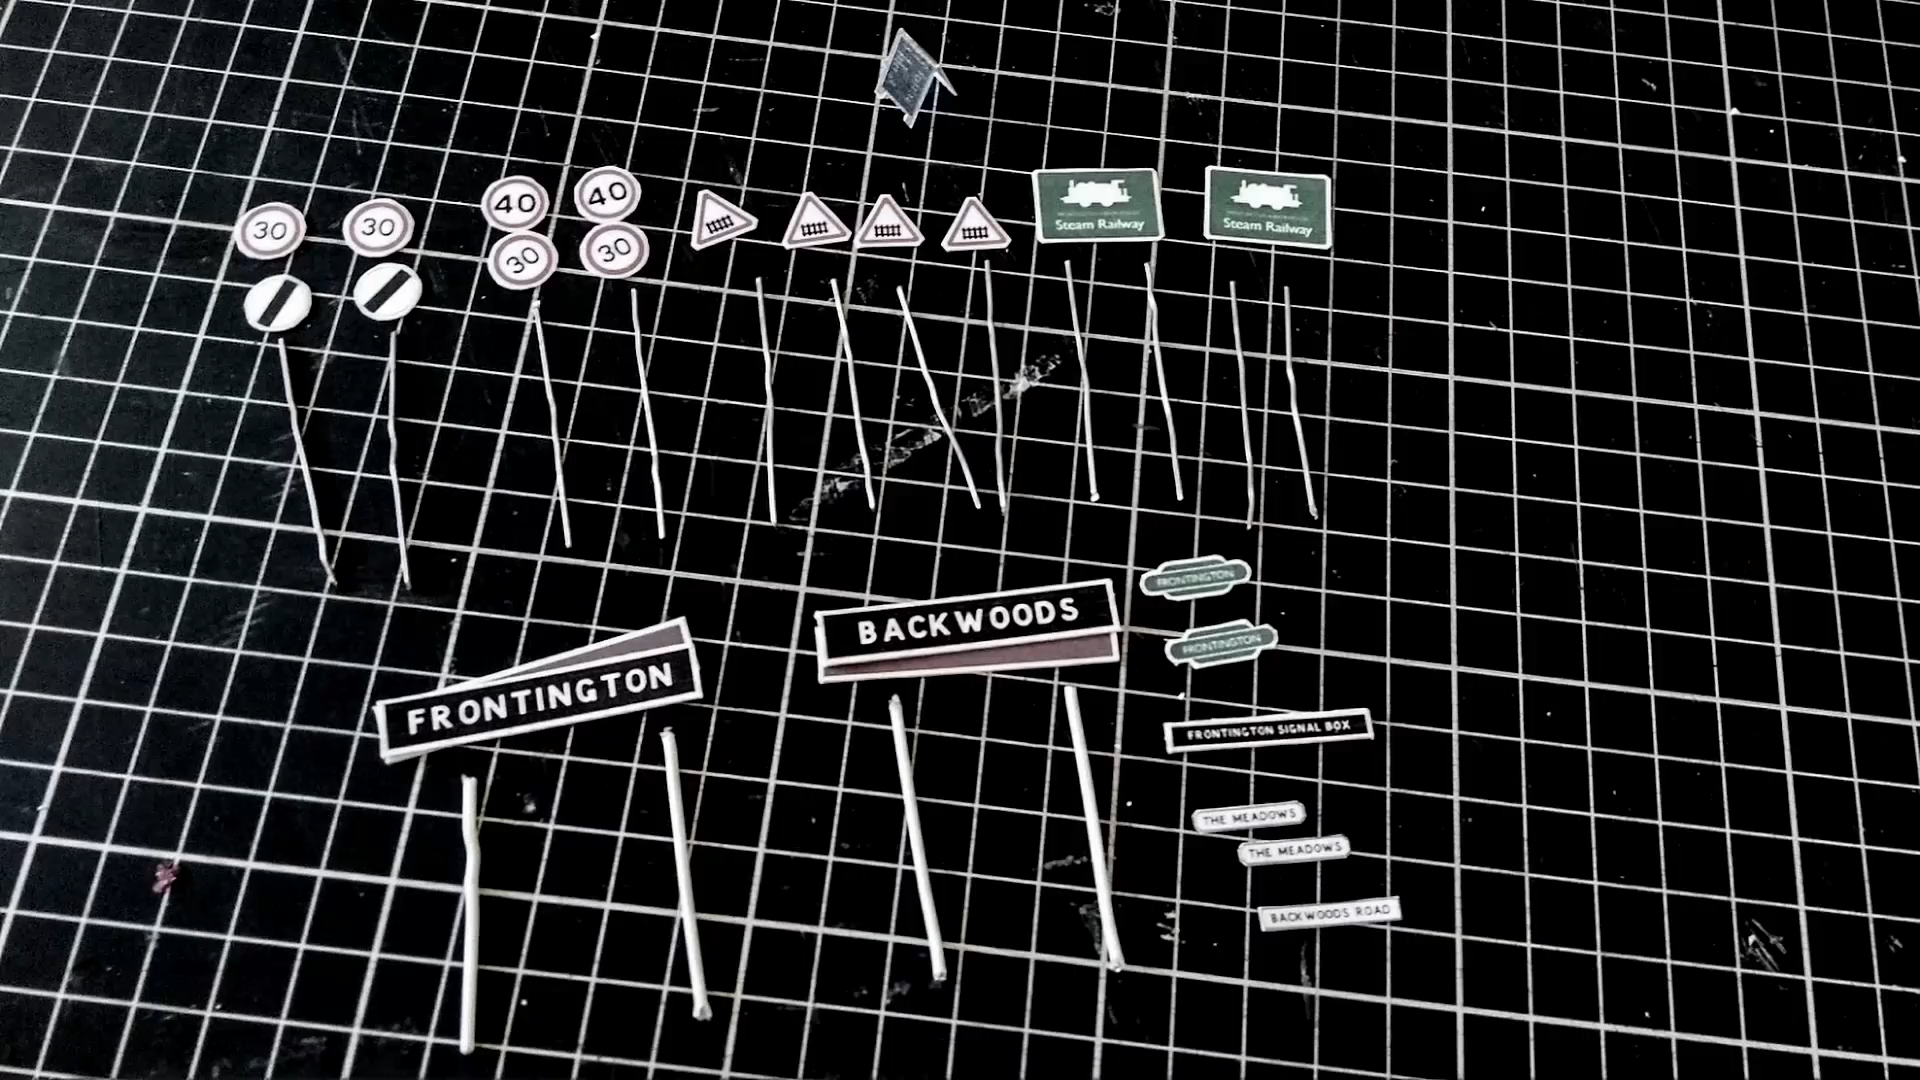 30
30
40
40
30
30
Steam Railway
Steam Railway
FRONTINGTON
BACKWOODS
FRONTINGTON
FRONTINGTON
FRONTINGTON SIGNAL BOX
THE MEADOWS
THE MEADOWS
BACKWOODS ROAD